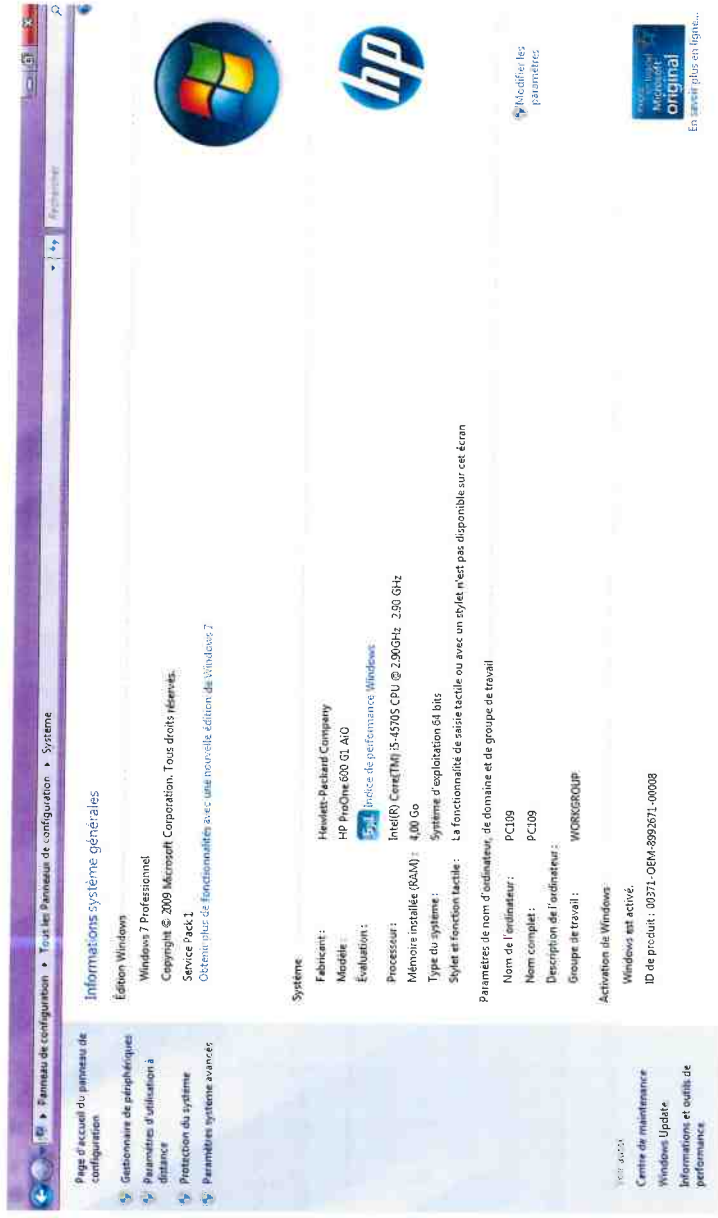 Panneau de configuration ▸ Tous les Panneaux de configuration ▸ Système
Rechercher
Page d'accueil du panneau de
configuration
Gestionnaire de périphériques
Paramètres d'utilisation à
distance
Protection du système
Paramètres système avancés
Voir aussi
Centre de maintenance
Windows Update
Informations et outils de
performance
Informations système générales
Édition Windows
Windows 7 Professionnel
Copyright © 2009 Microsoft Corporation. Tous droits réservés.
Service Pack 1
Obtenir plus de fonctionnalités avec une nouvelle édition de Windows 7
Système
Fabricant : Hewlett-Packard Company
Modèle : HP ProOne 600 G1 AiO
Évaluation : 5,1 Indice de performance Windows
Processeur : Intel(R) Core(TM) i5-4570S CPU @ 2.90GHz 2.90 GHz
Mémoire installée (RAM) : 4,00 Go
Type du système : Système d'exploitation 64 bits
Stylet et fonction tactile : La fonctionnalité de saisie tactile ou avec un stylet n'est pas disponible sur cet écran
hp
Paramètres de nom d'ordinateur, de domaine et de groupe de travail
Nom de l'ordinateur : PC109
Modifier les
paramètres
Nom complet : PC109
Description de l'ordinateur :
Groupe de travail : WORKGROUP
Activation de Windows
Windows est activé.
ID de produit : 00371-OEM-8992671-00008
Microsoft
original
En savoir plus en ligne...